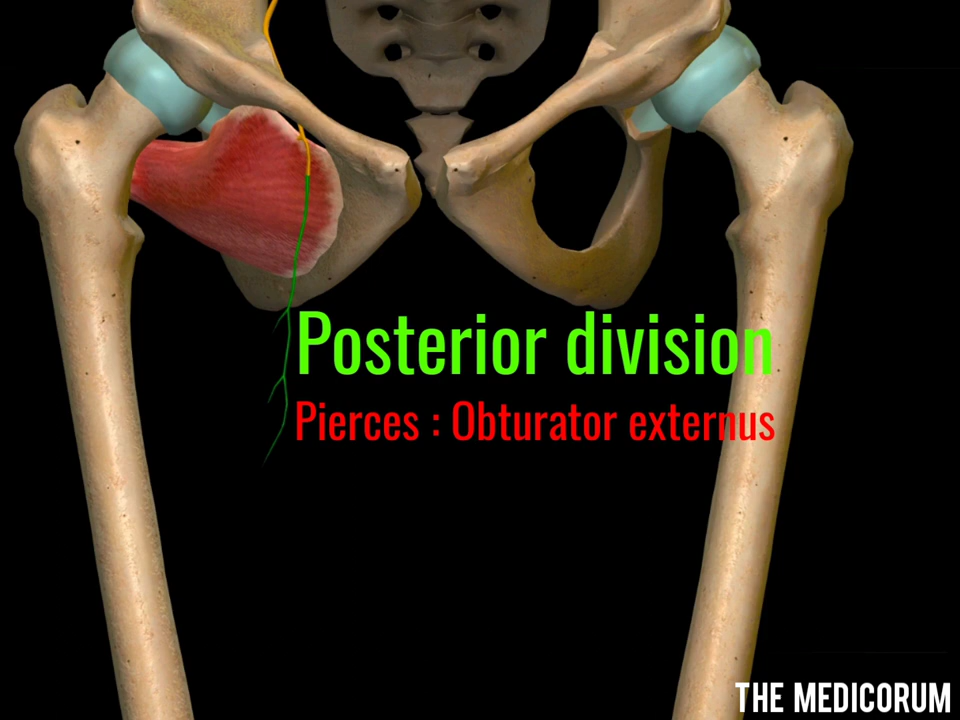 Posterior division
Pierces : Obturator externus
THE MEDICORUM